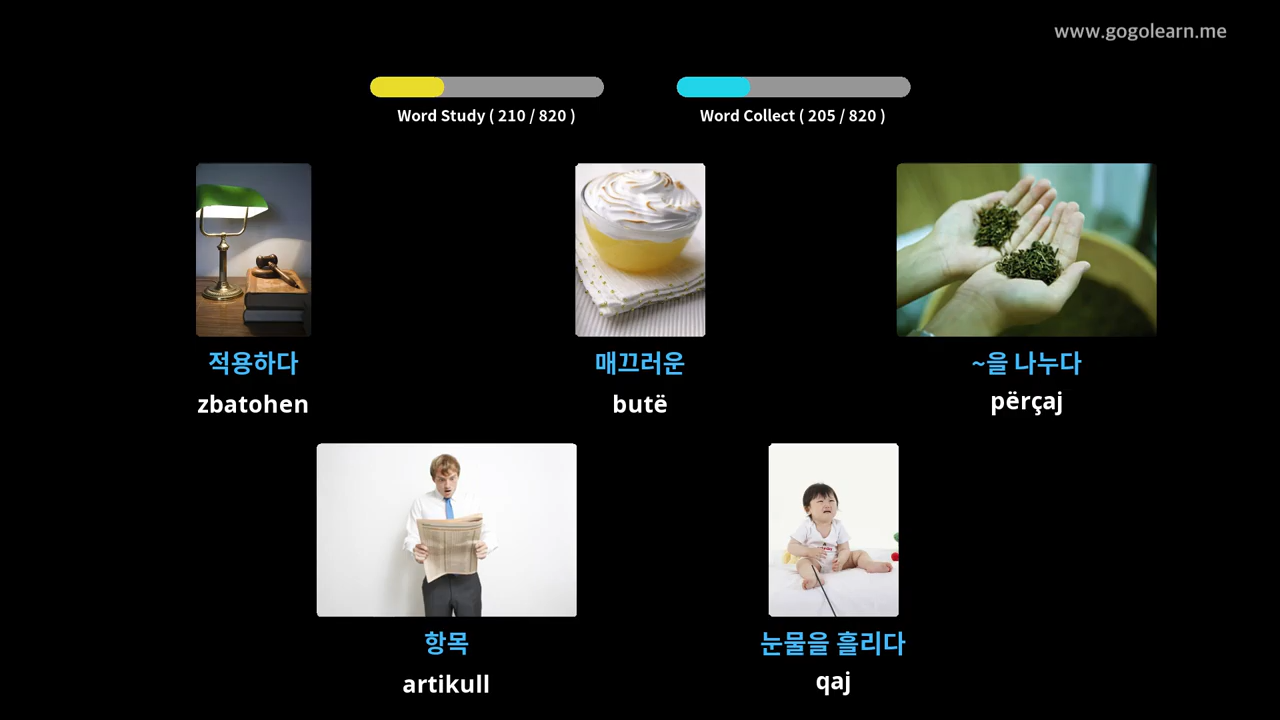 www.gogolearn.me
Word Study ( 210 / 820 )
Word Collect ( 205 / 820 )
적용하다
zbatohen
매끄러운
butë
~을 나누다
përçaj
항목
artikull
눈물을 흘리다
qaj